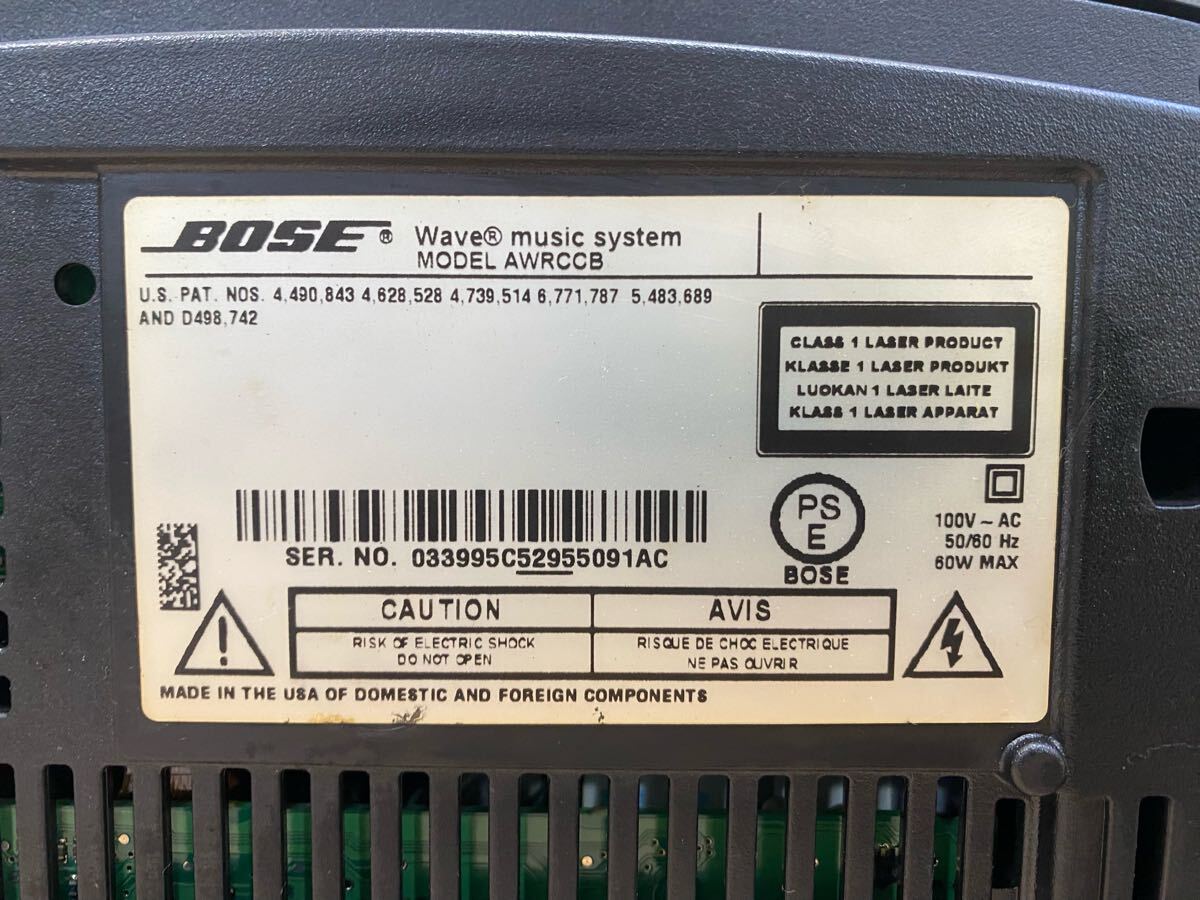 BOSE® Wave® music system
MODEL AWRCCB
U.S. PAT. NOS. 4,490,843 4,628,528 4,739,514 6,771,787 5,483,689
AND D498,742
CLASS 1 LASER PRODUCT
KLASSE 1 LASER PRODUKT
LUOKAN 1 LASER LAITE
KLASS 1 LASER APPARAT
PS
E
BOSE
100V ~ AC
50/60 Hz
60W MAX
SER. NO. 033995C52955091AC
CAUTION
RISK OF ELECTRIC SHOCK
DO NOT OPEN
AVIS
RISQUE DE CHOC ELECTRIQUE
NE PAS OUVRIR
MADE IN THE USA OF DOMESTIC AND FOREIGN COMPONENTS